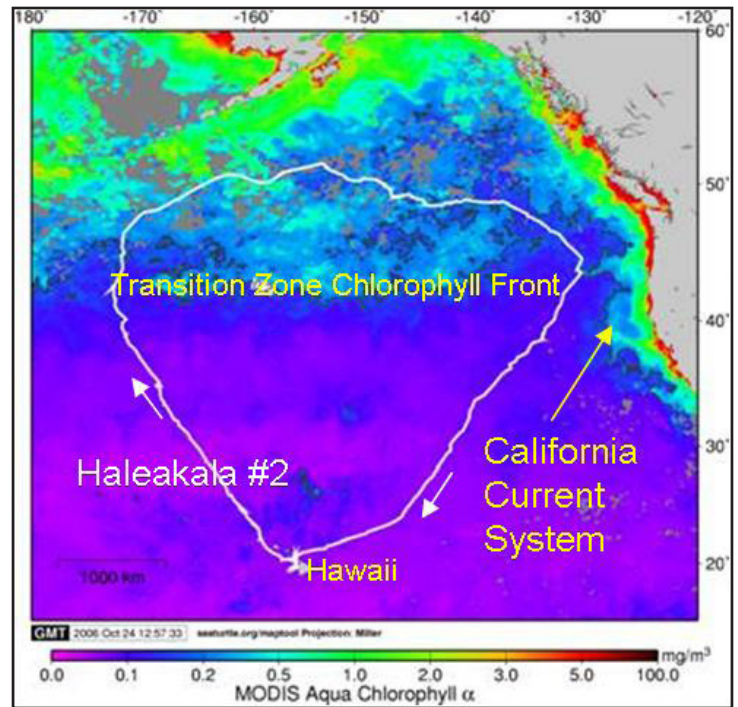 -180° -170° -160° -150° -140° -130° -120°
60°
50°
Transition Zone Chlorophyll Front
40°
30°
Haleakala #2
California
Current
System
20°
Hawaii
1000 km
GMT 2006 Oct 24 12:57:33 seaturtle.org/maptool Projection: Miller
0.0 0.1 0.2 0.5 1.0 2.0 3.0 5.0 100.0 mg/m³
MODIS Aqua Chlorophyll α